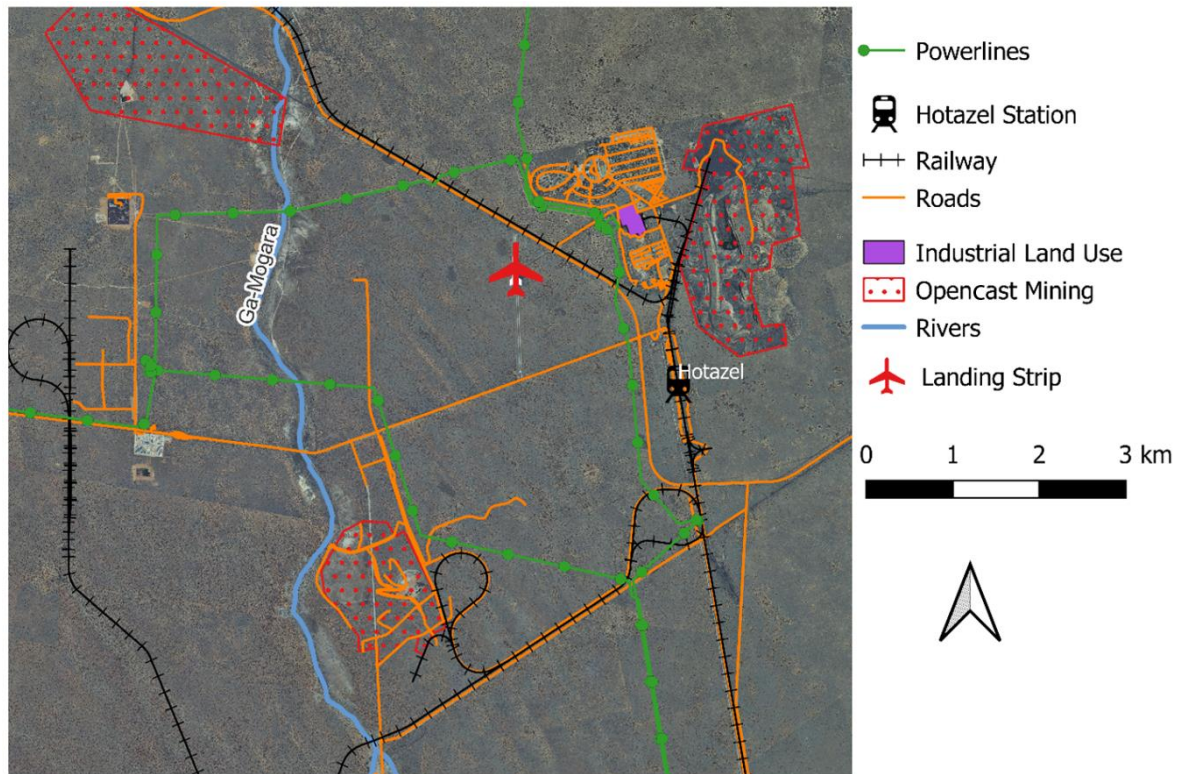 Ga-Mogara
Hotazel
Powerlines
Hotazel Station
Railway
Roads
Industrial Land Use
Opencast Mining
Rivers
Landing Strip
0 1 2 3 km